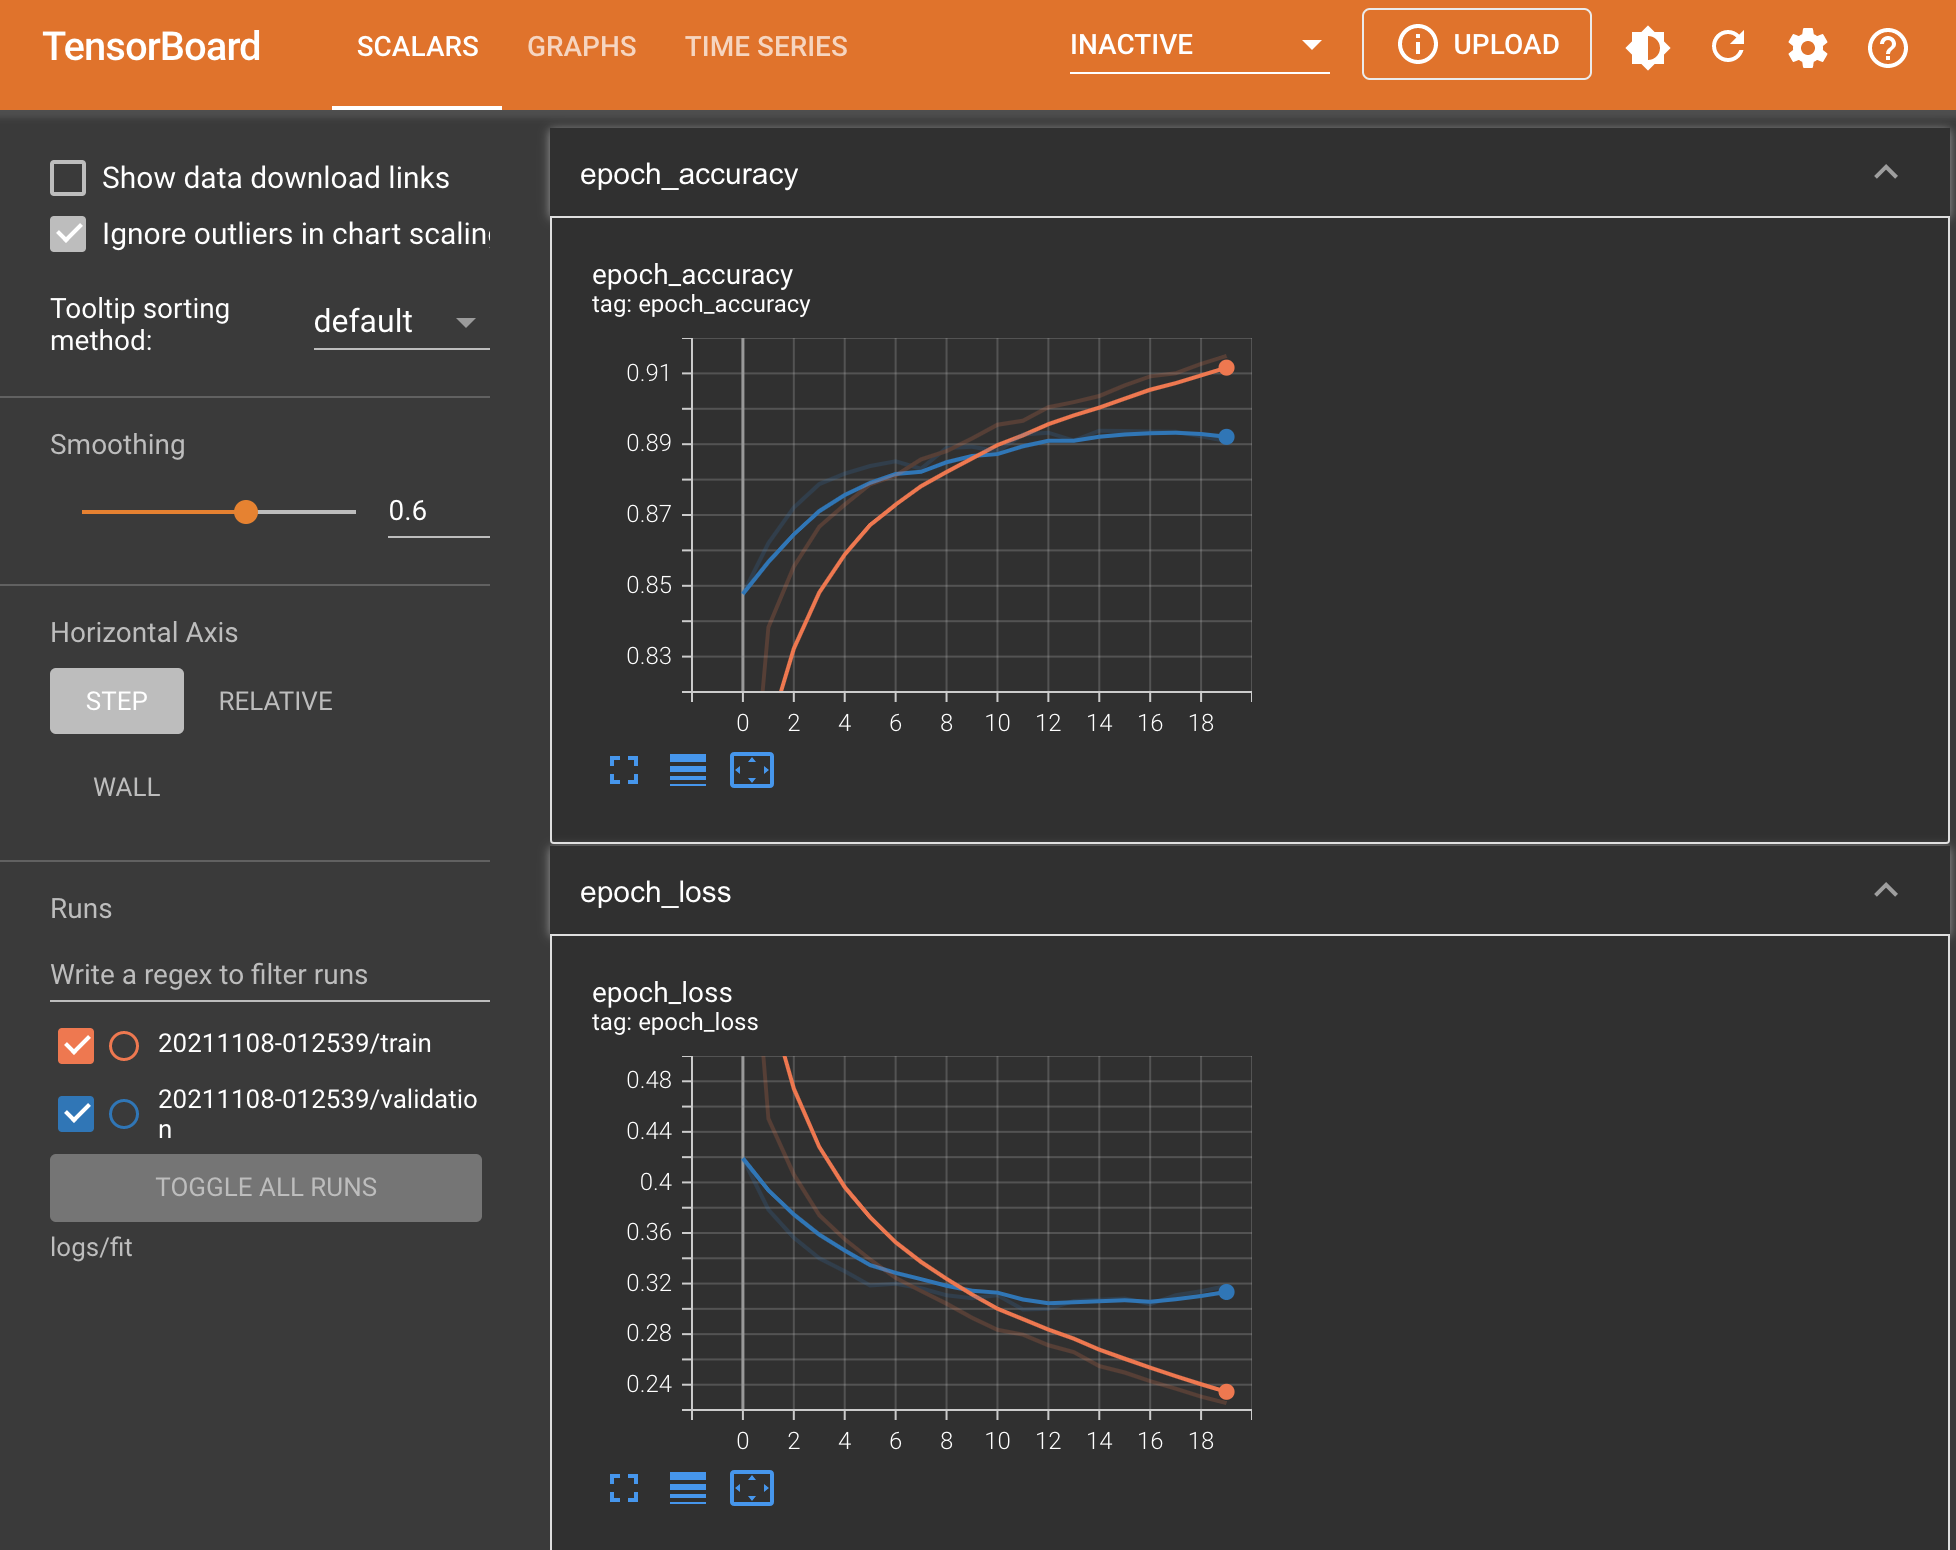 TensorBoard
SCALARS
GRAPHS
TIME SERIES
INACTIVE
UPLOAD
Show data download links
Ignore outliers in chart scaling
Tooltip sorting
method:
default
Smoothing
0.6
Horizontal Axis
STEP
RELATIVE
WALL
Runs
Write a regex to filter runs
20211108-012539/train
20211108-012539/validatio
n
TOGGLE ALL RUNS
logs/fit
epoch_accuracy
epoch_accuracy
tag: epoch_accuracy
0.91
0.89
0.87
0.85
0.83
0 2 4 6 8 10 12 14 16 18
epoch_loss
epoch_loss
tag: epoch_loss
0.48
0.44
0.4
0.36
0.32
0.28
0.24
0 2 4 6 8 10 12 14 16 18